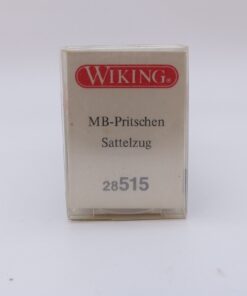 WIKING®
MB-Pritschen
Sattelzug
28515